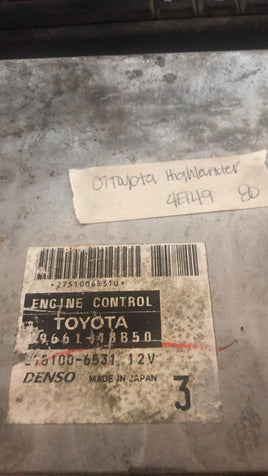 01 Toyota Highlander
4E149 80
*2751006531U*
ENGINE CONTROL
TOYOTA
275100-6531 12V
DENSO MADE IN JAPAN
3